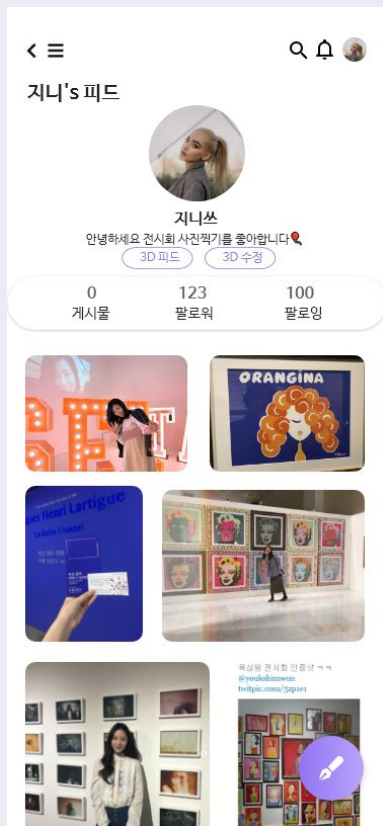 지니's 피드
지니쓰
안녕하세요 전시회 사진찍기를 좋아합니다
3D 피드 3D 수정
0 123 100
게시물 팔로워 팔로잉
ORANGINA
ques Henri Lartigue
La Belle France!
육심원 전시회 인증샷 ㅋㅋ
@youkshimwon
twitpic.com/52p1e1